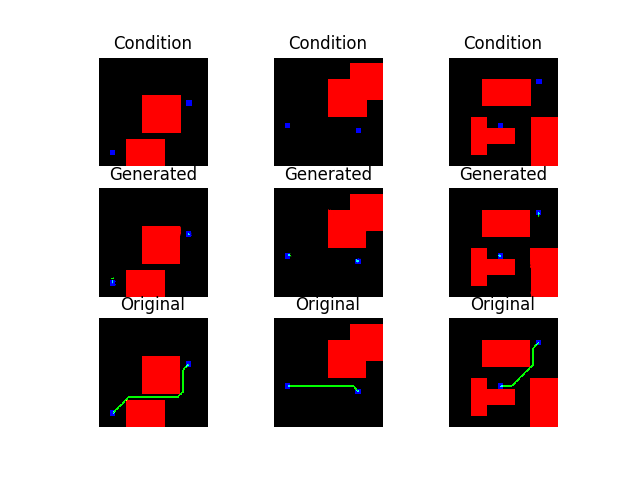 Condition Condition Condition
Generated Generated Generated
Original Original Original